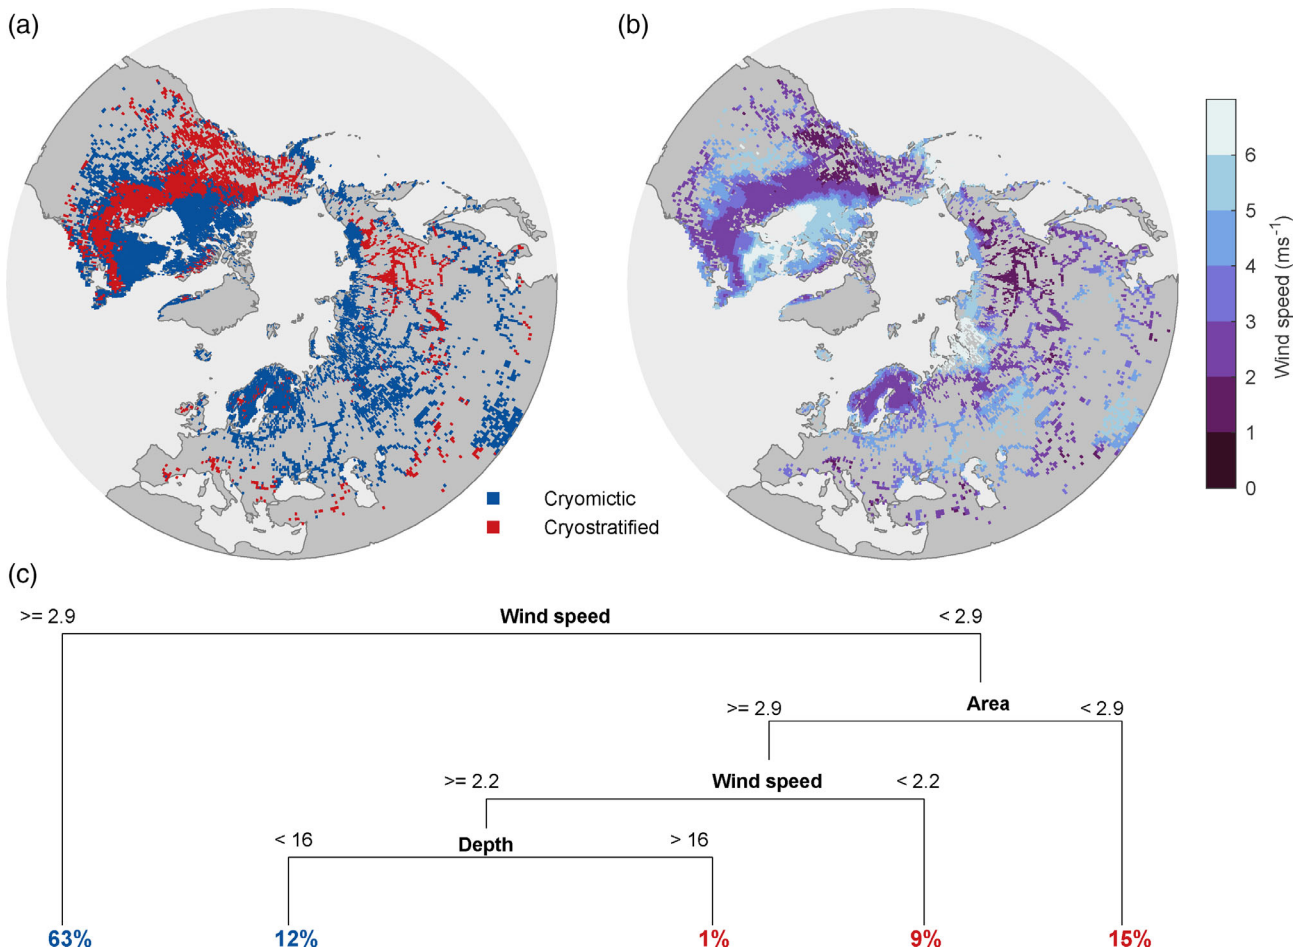 (a)
(b)
6
5
4
3
2
1
0
Wind speed (ms⁻¹)
Cryomictic
Cryostratified
(c)
>= 2.9 Wind speed < 2.9
>= 2.9 Area < 2.9
>= 2.2 Wind speed < 2.2
< 16 Depth > 16
63% 12% 1% 9% 15%